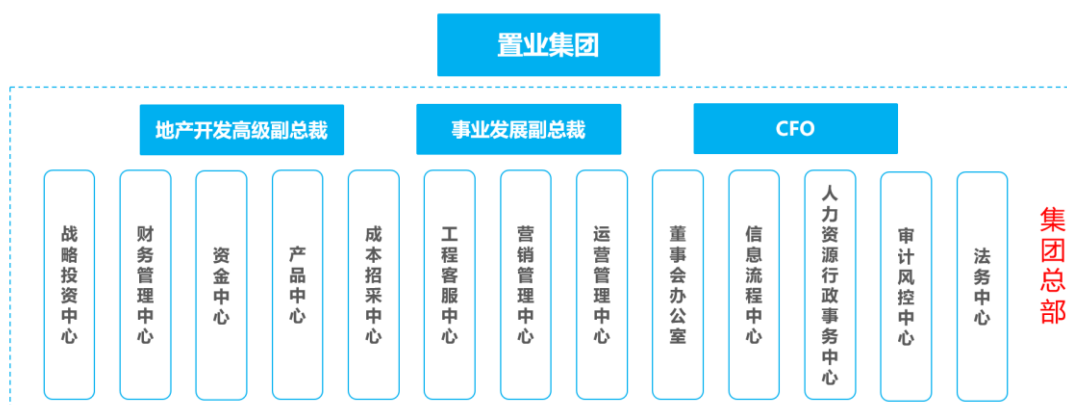 置业集团
地产开发高级副总裁
事业发展副总裁
CFO
战略投资中心
财务管理中心
资金中心
产品中心
成本招采中心
工程客服中心
营销管理中心
运营管理中心
董事会办公室
信息流程中心
人力资源行政事务中心
审计风控中心
法务中心
集团总部